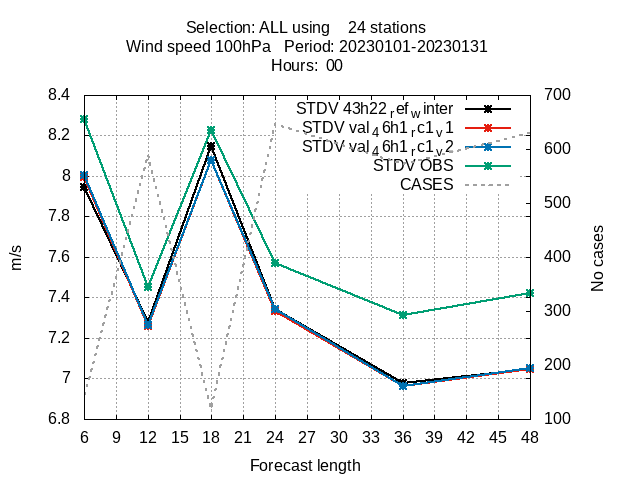 Selection: ALL using 24 stations
Wind speed 100hPa Period: 20230101-20230131
Hours: 00
8.4
8.2
8
7.8
7.6
7.4
7.2
7
6.8
700
600
500
400
300
200
100
STDV 43h22refwinter
STDV val46h1rc1v1
STDV val46h1rc1v2
STDV OBS
CASES
m/s
No cases
6 9 12 15 18 21 24 27 30 33 36 39 42 45 48
Forecast length